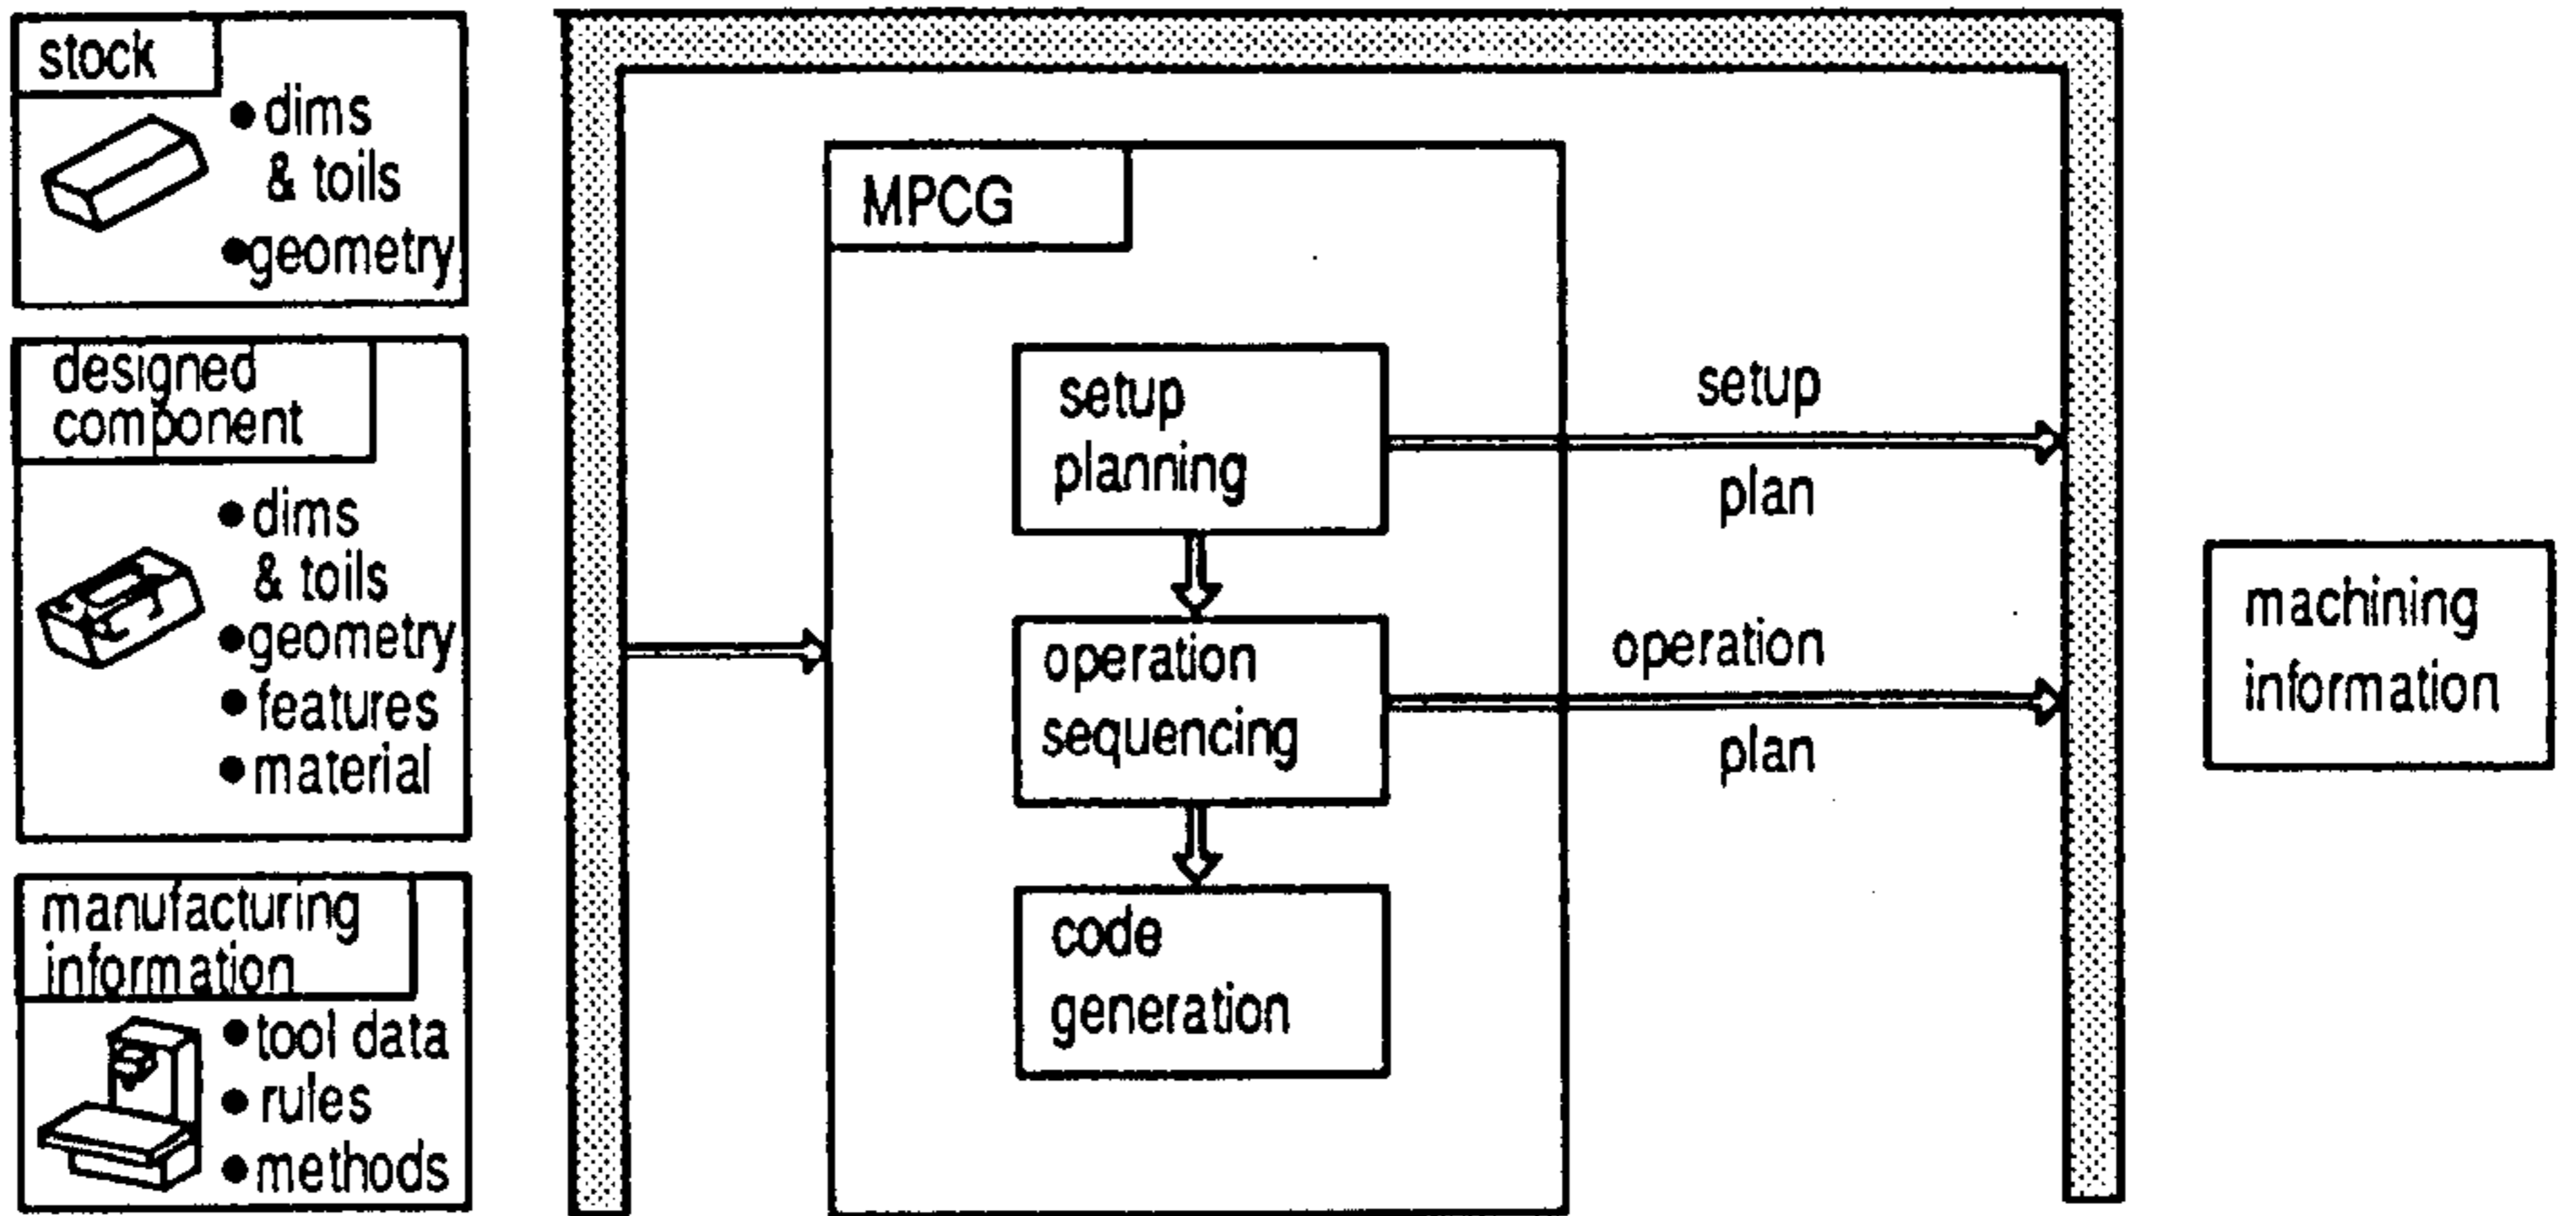 stock
● dims
& toils
● geometry
designed
component
● dims
& toils
● geometry
● features
● material
manufacturing
information
● tool data
● rules
● methods
MPCG
setup
planning
operation
sequencing
code
generation
setup
plan
operation
plan
machining
information